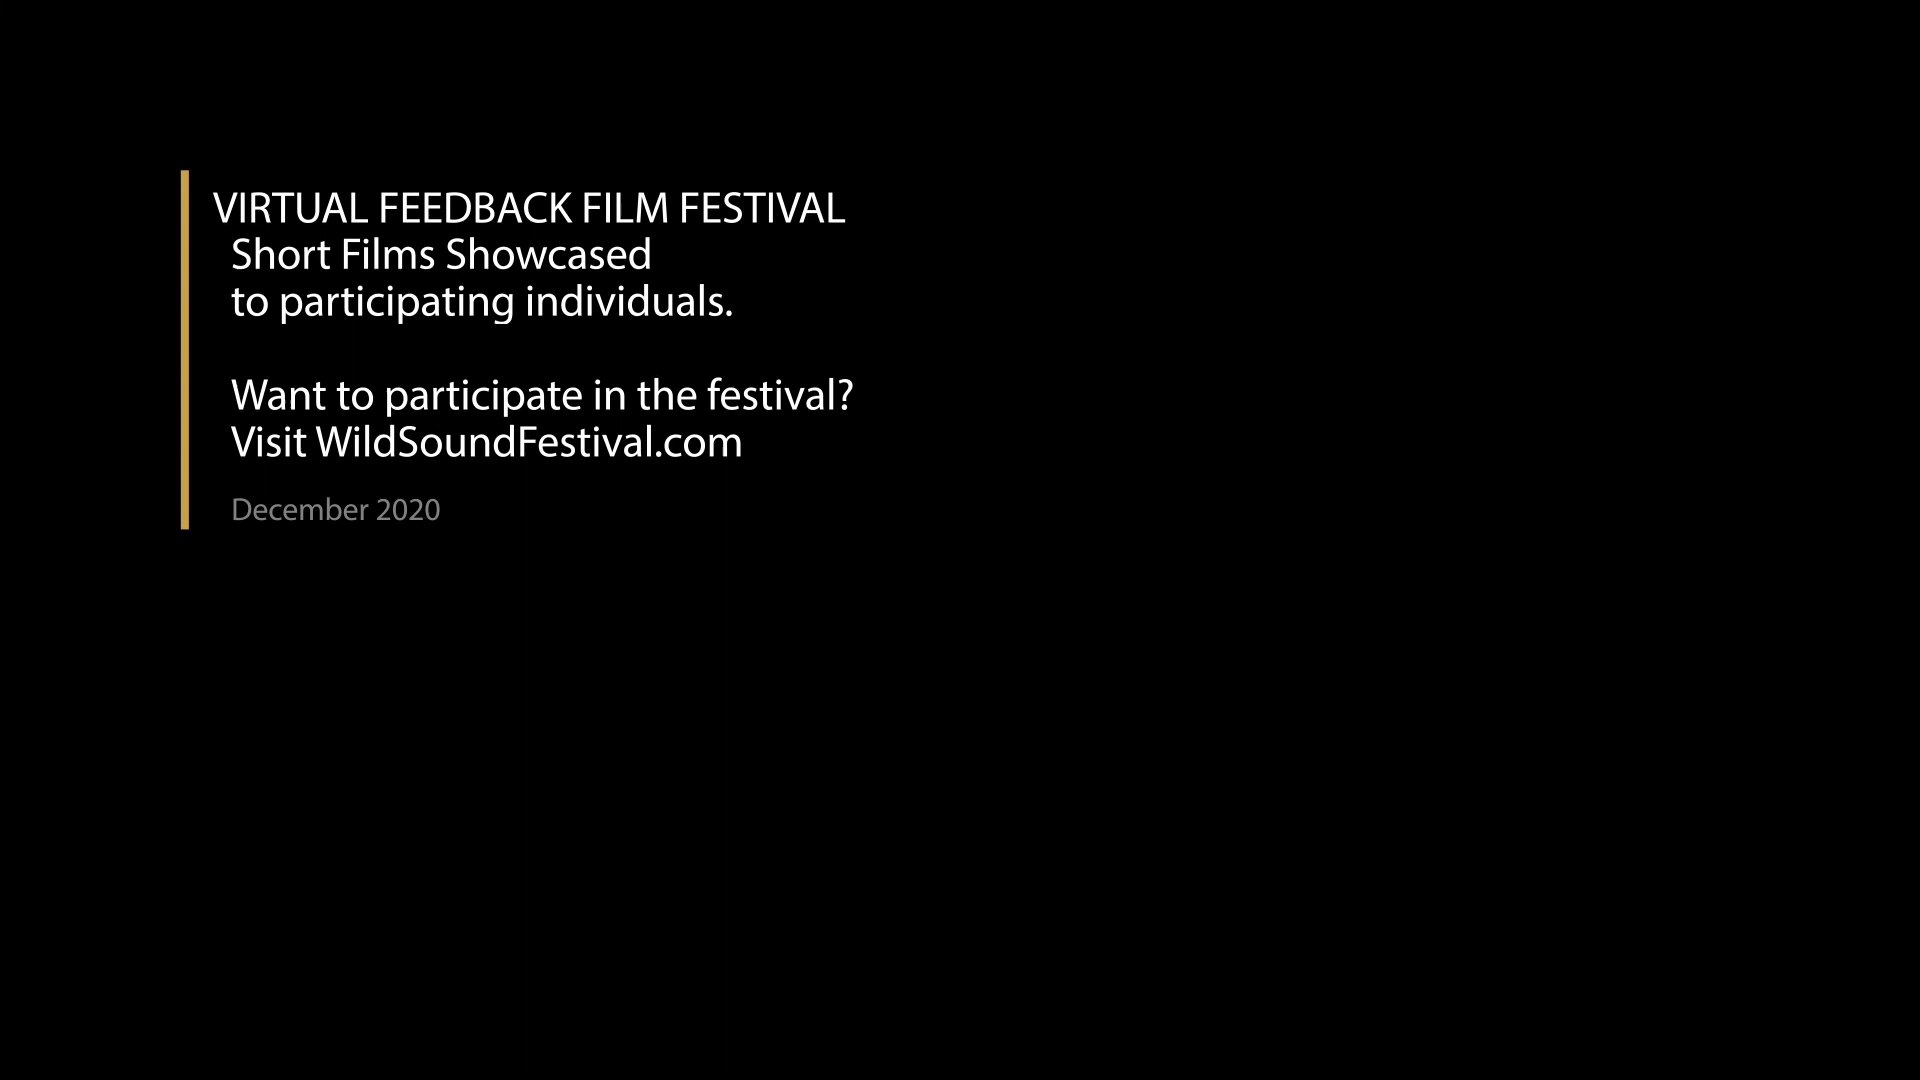 VIRTUAL FEEDBACK FILM FESTIVAL
Short Films Showcased
to participating individuals.
Want to participate in the festival?
Visit WildSoundFestival.com
December 2020